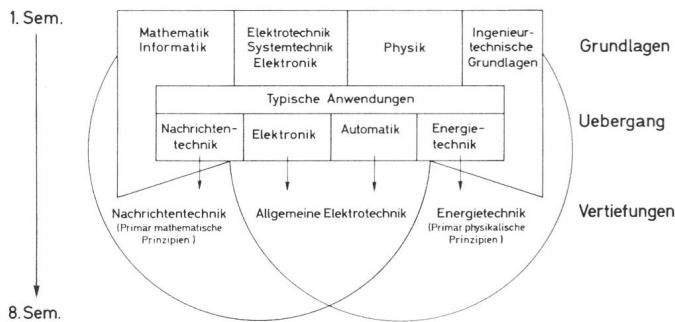 1. Sem.
Mathematik
Informatik
Elektrotechnik
Systemtechnik
Elektronik
Physik
Ingenieur-
technische
Grundlagen
Grundlagen
Typische Anwendungen
Uebergang
Nachrichten-
technik
Elektronik
Automatik
Energie-
technik
Nachrichtentechnik
(Primär mathematische
Prinzipien)
Allgemeine Elektrotechnik
Energietechnik
(Primär physikalische
Prinzipien)
Vertiefungen
8. Sem.